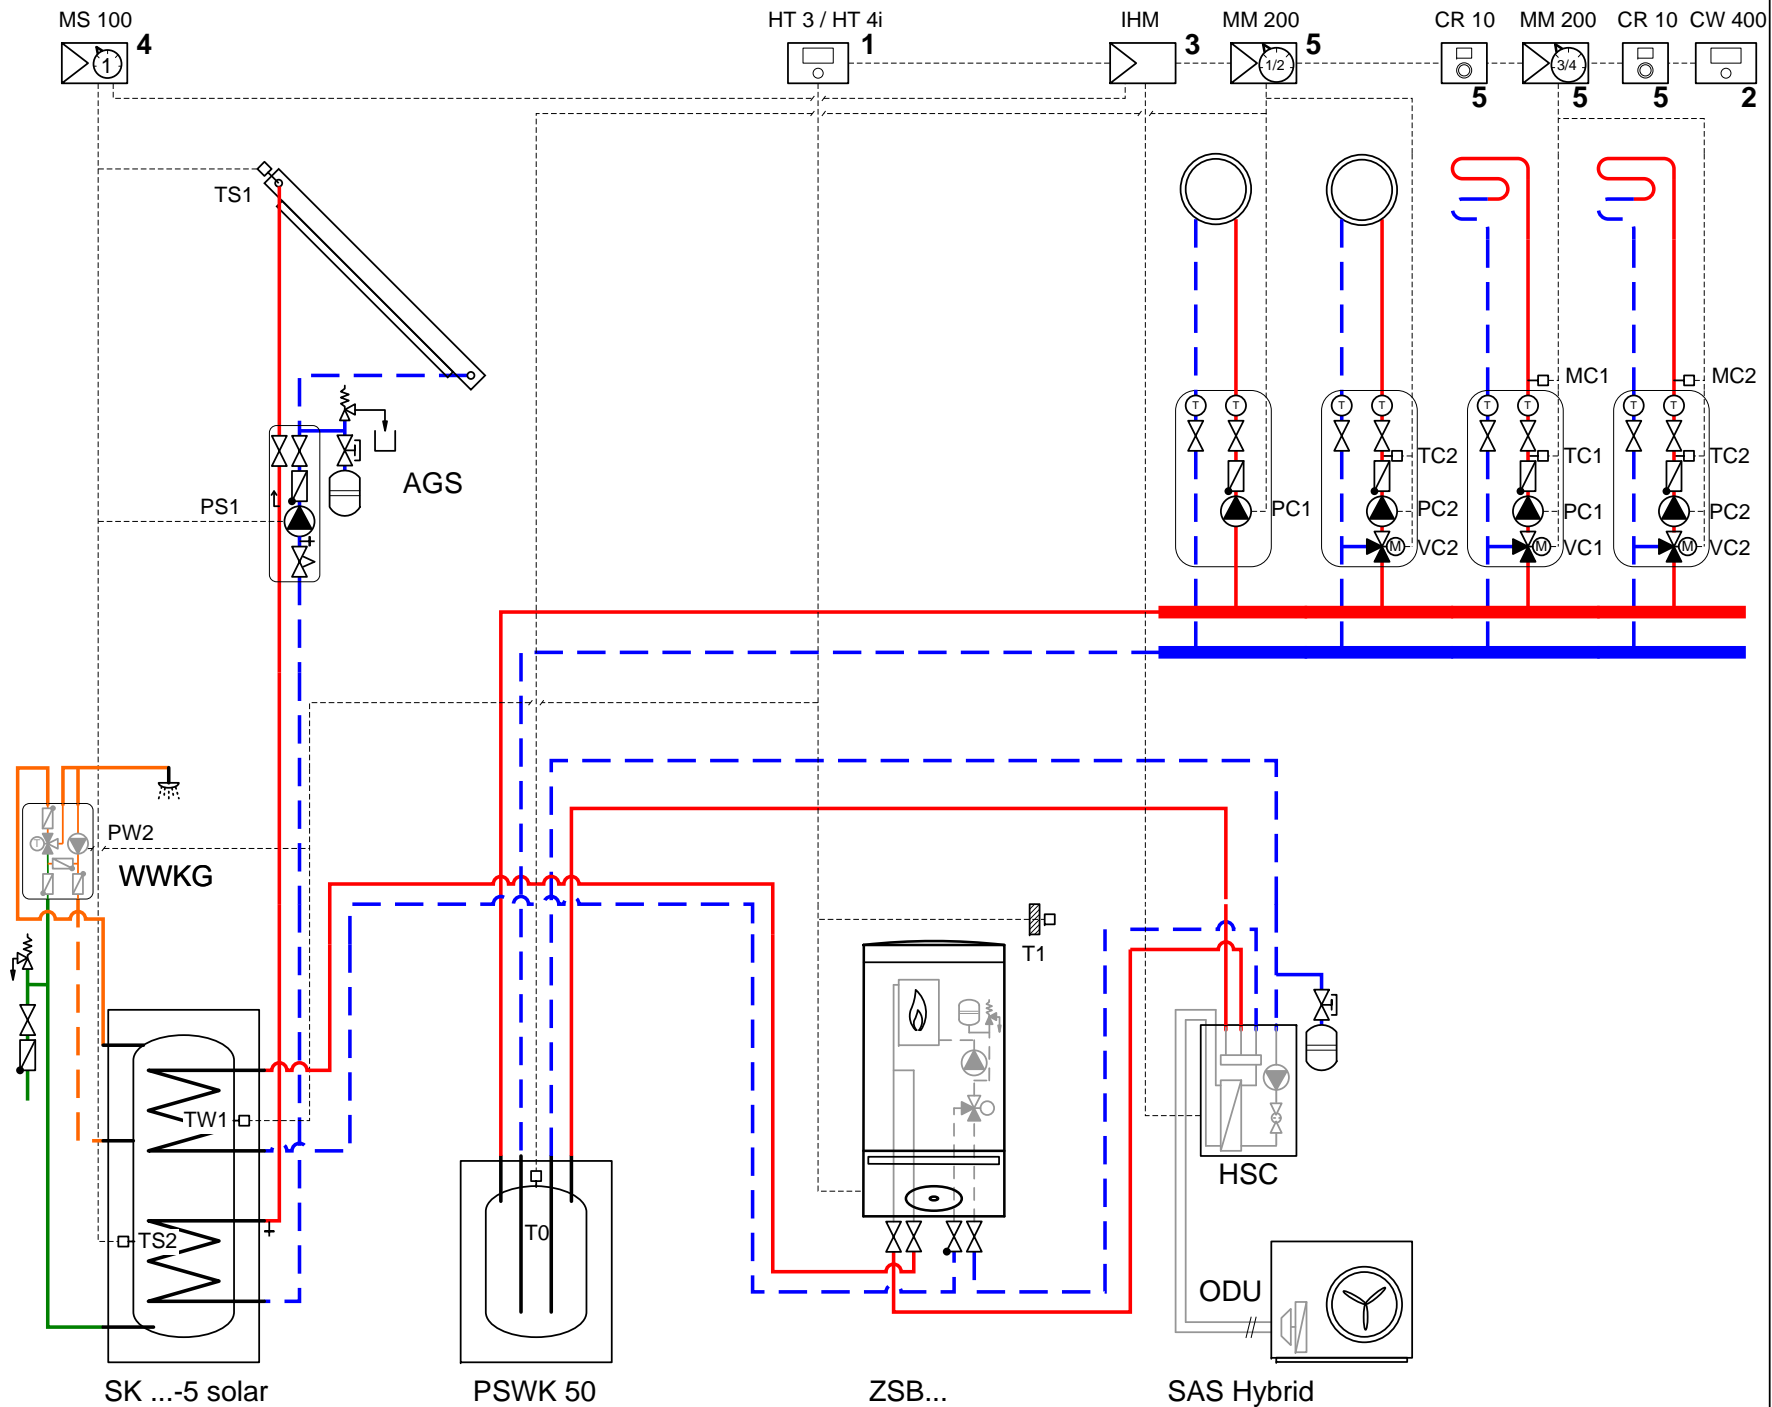 MS 100
HT 3 / HT 4i
IHM
MM 200
CR 10
MM 200
CR 10
CW 400
4
1
3
5
1
1/2
3/4
5
5
5
2
TS1
MC1
MC2
T
T
T
T
T
T
T
T
TC2
TC1
TC2
AGS
PS1
PC1
PC2
PC1
PC2
M
VC2
M
VC1
M
VC2
PW2
T
WWKG
T1
TW1
HSC
TS2
T0
ODU
SK ...-5 solar
PSWK 50
ZSB...
SAS Hybrid